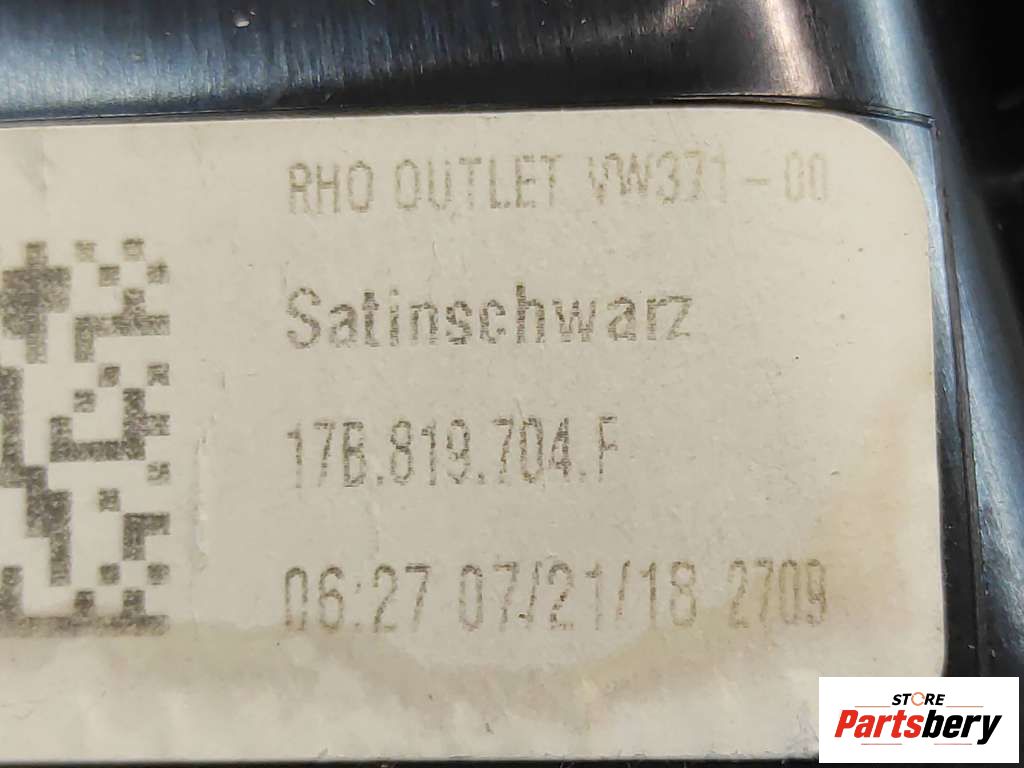 RHO OUTLET VW371-00
Satinschwarz
17B.819.704.F
06:27 07/21/18 2709
STORE
Partsbery